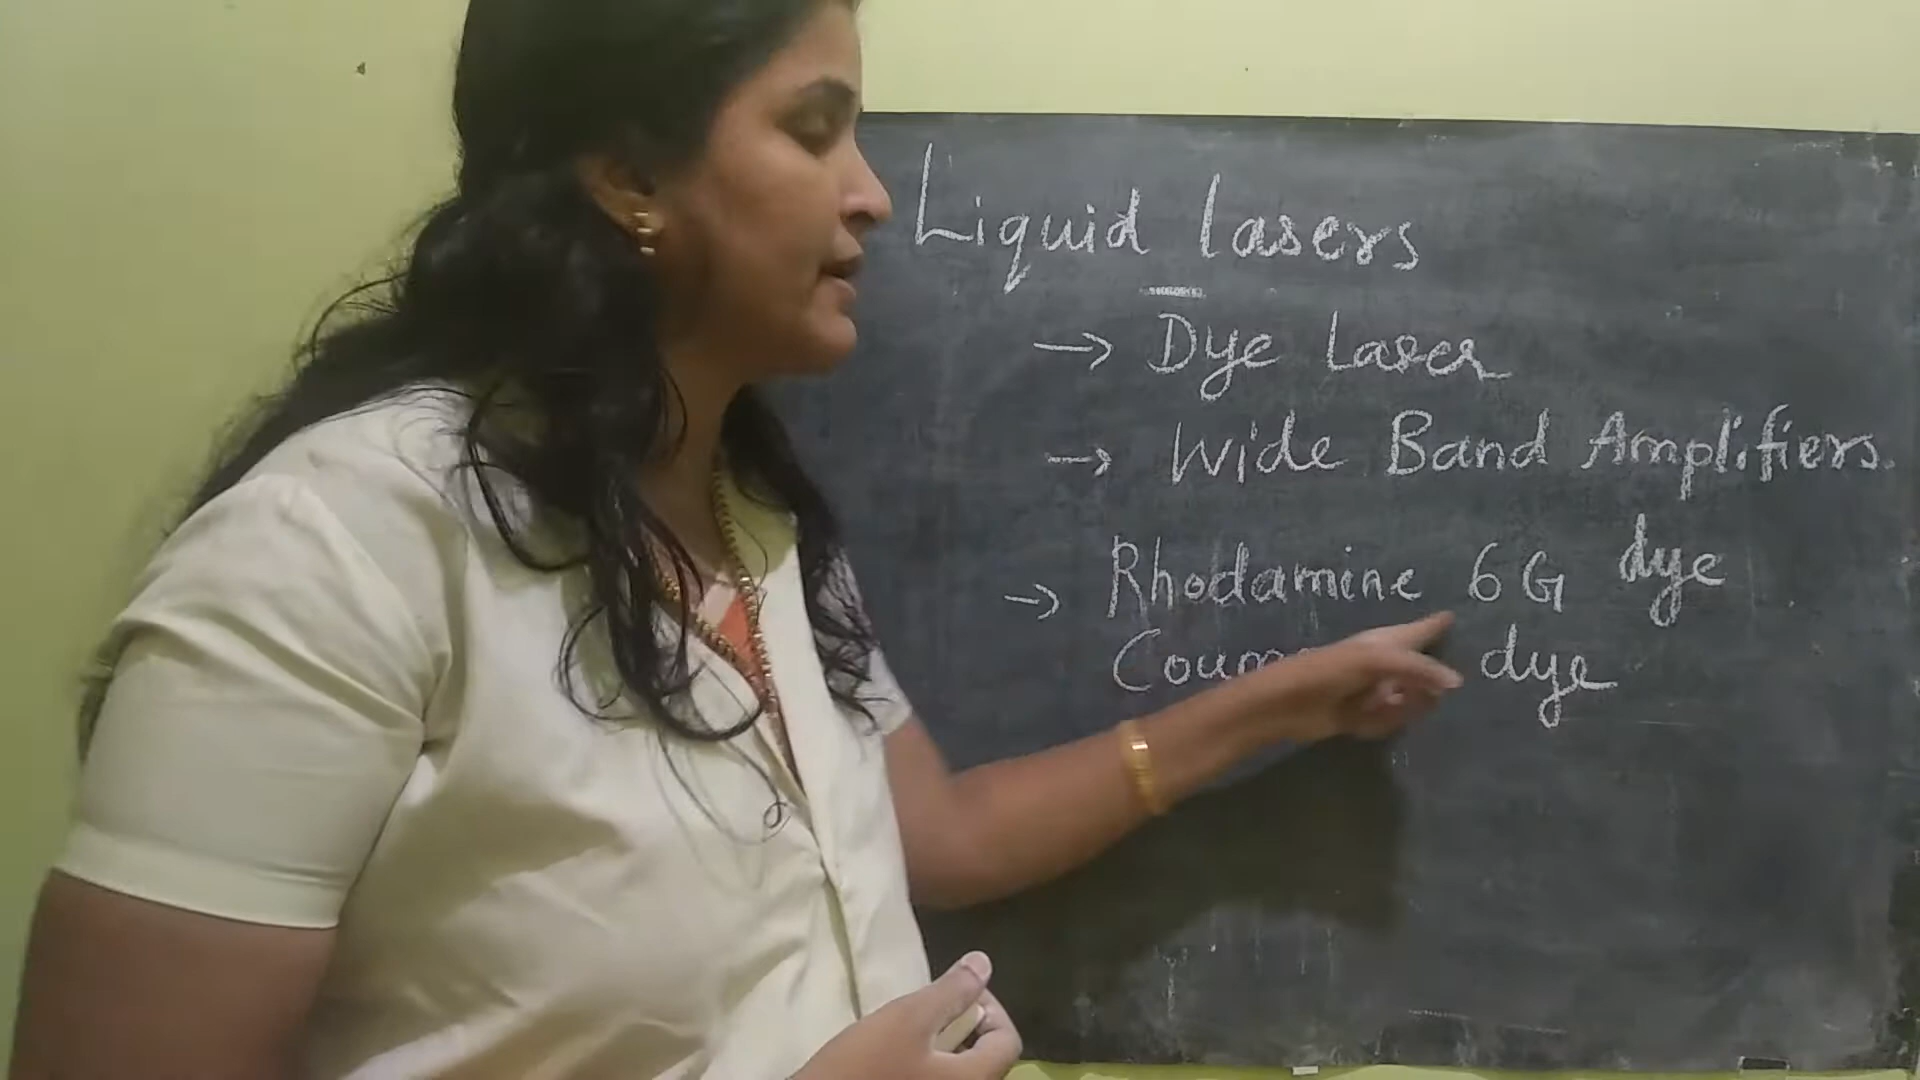 Liquid lasers
→ Dye Laser
→ Wide Band Amplifiers.
→ Rhodamine 6G dye
dye